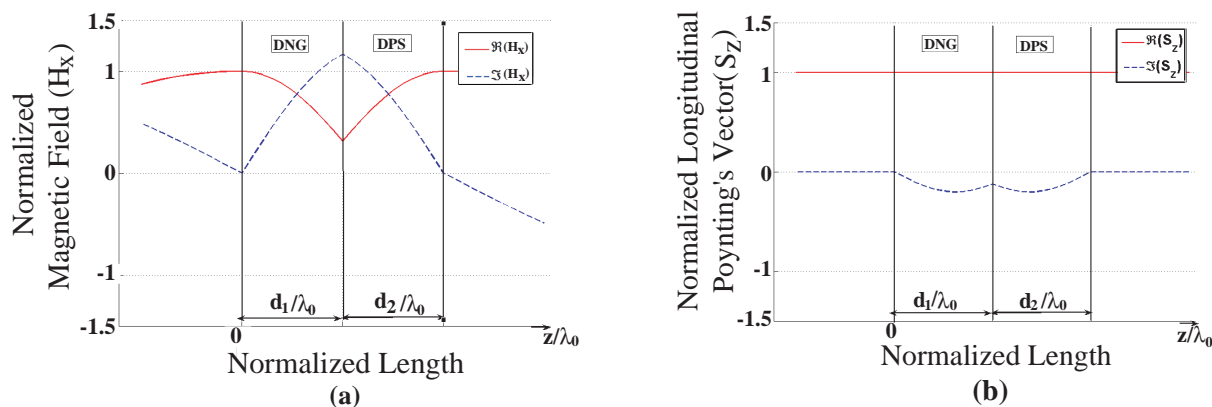 1.5
DNG
DPS
ℜ(Hx)
ℑ(Hx)
1
0
-1
-1.5
Normalized
Magnetic Field (Hx)
d1/λ0
d2/λ0
0
z/λ0
Normalized Length
(a)
1.5
DNG
DPS
ℜ(Sz)
ℑ(Sz)
1
0
-1
-1.5
Normalized Longitudinal
Poynting's Vector(Sz)
d1/λ0
d2/λ0
0
z/λ0
Normalized Length
(b)